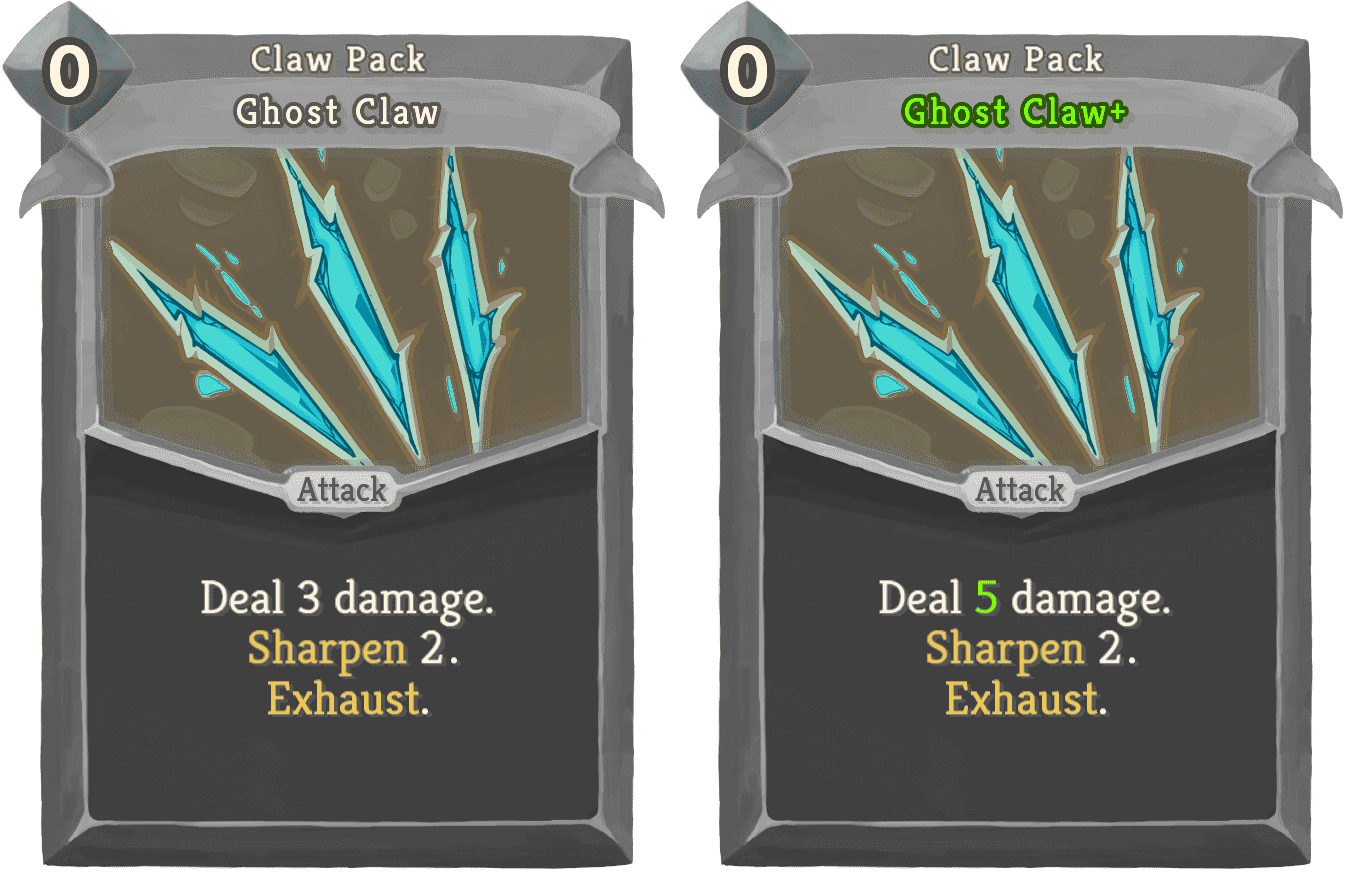 0
Claw Pack
Ghost Claw
Attack
Deal 3 damage.
Sharpen 2.
Exhaust.
0
Claw Pack
Ghost Claw+
Attack
Deal 5 damage.
Sharpen 2.
Exhaust.